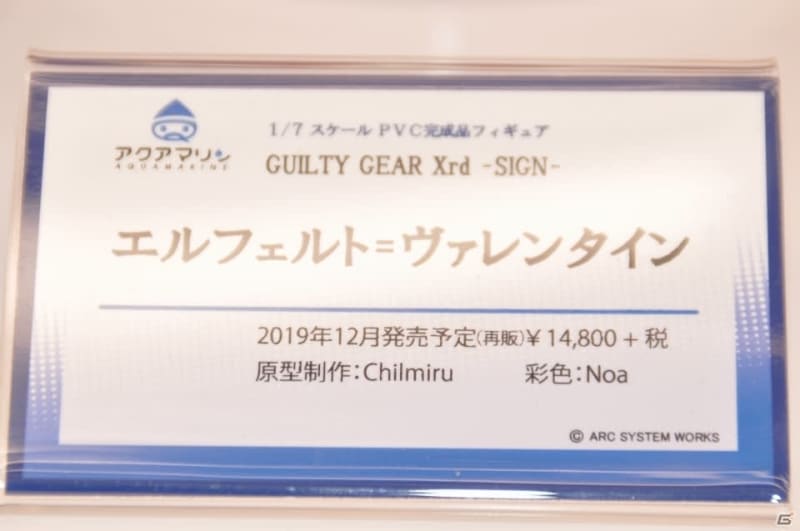 アクアマリン
AQUAMARINE
1/7 スケール PVC完成品フィギュア
GUILTY GEAR Xrd -SIGN-
エルフェルト=ヴァレンタイン
2019年12月発売予定(再販)¥14,800+税
原型制作:Chilmiru 彩色:Noa
© ARC SYSTEM WORKS